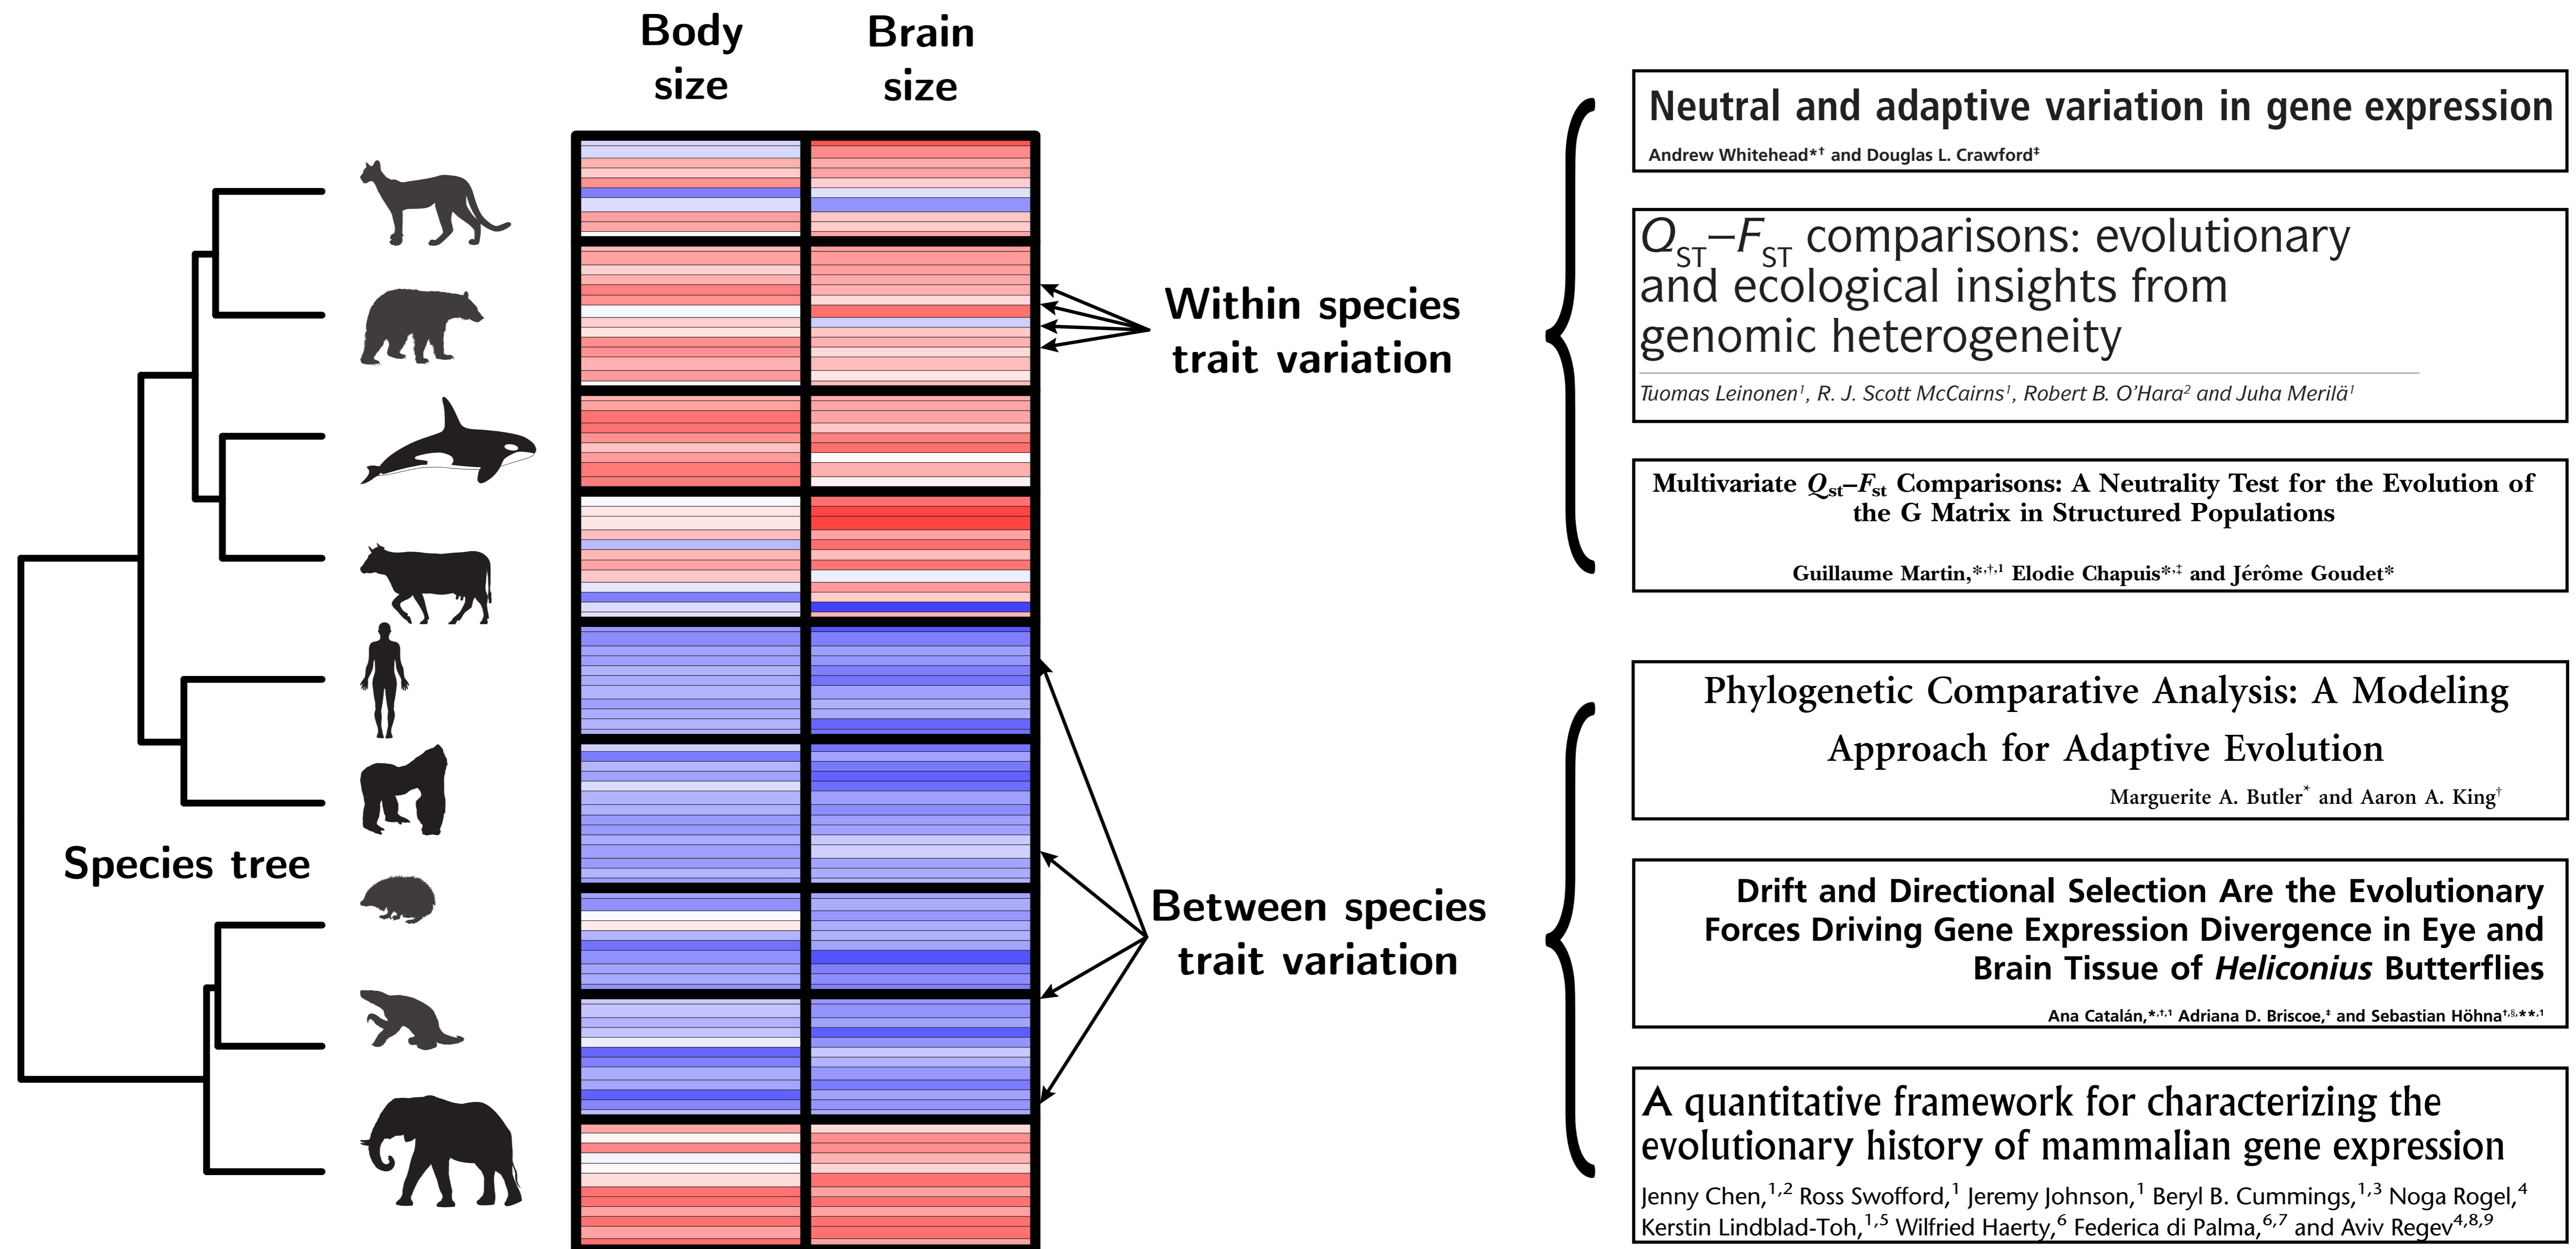 Body
size
Brain
size
Species tree
Within species
trait variation
Between species
trait variation
Neutral and adaptive variation in gene expression
Andrew Whitehead*† and Douglas L. Crawford‡
QST–FST comparisons: evolutionary
and ecological insights from
genomic heterogeneity
Tuomas Leinonen1, R. J. Scott McCairns1, Robert B. O'Hara2 and Juha Merilä1
Multivariate Qst–Fst Comparisons: A Neutrality Test for the Evolution of
the G Matrix in Structured Populations
Guillaume Martin,*,†,1 Elodie Chapuis*,‡ and Jérôme Goudet*
Phylogenetic Comparative Analysis: A Modeling
Approach for Adaptive Evolution
Marguerite A. Butler* and Aaron A. King†
Drift and Directional Selection Are the Evolutionary
Forces Driving Gene Expression Divergence in Eye and
Brain Tissue of Heliconius Butterflies
Ana Catalán,*,†,1 Adriana D. Briscoe,‡ and Sebastian Höhna†,§,**,1
A quantitative framework for characterizing the
evolutionary history of mammalian gene expression
Jenny Chen,1,2 Ross Swofford,1 Jeremy Johnson,1 Beryl B. Cummings,1,3 Noga Rogel,4
Kerstin Lindblad-Toh,1,5 Wilfried Haerty,6 Federica di Palma,6,7 and Aviv Regev4,8,9